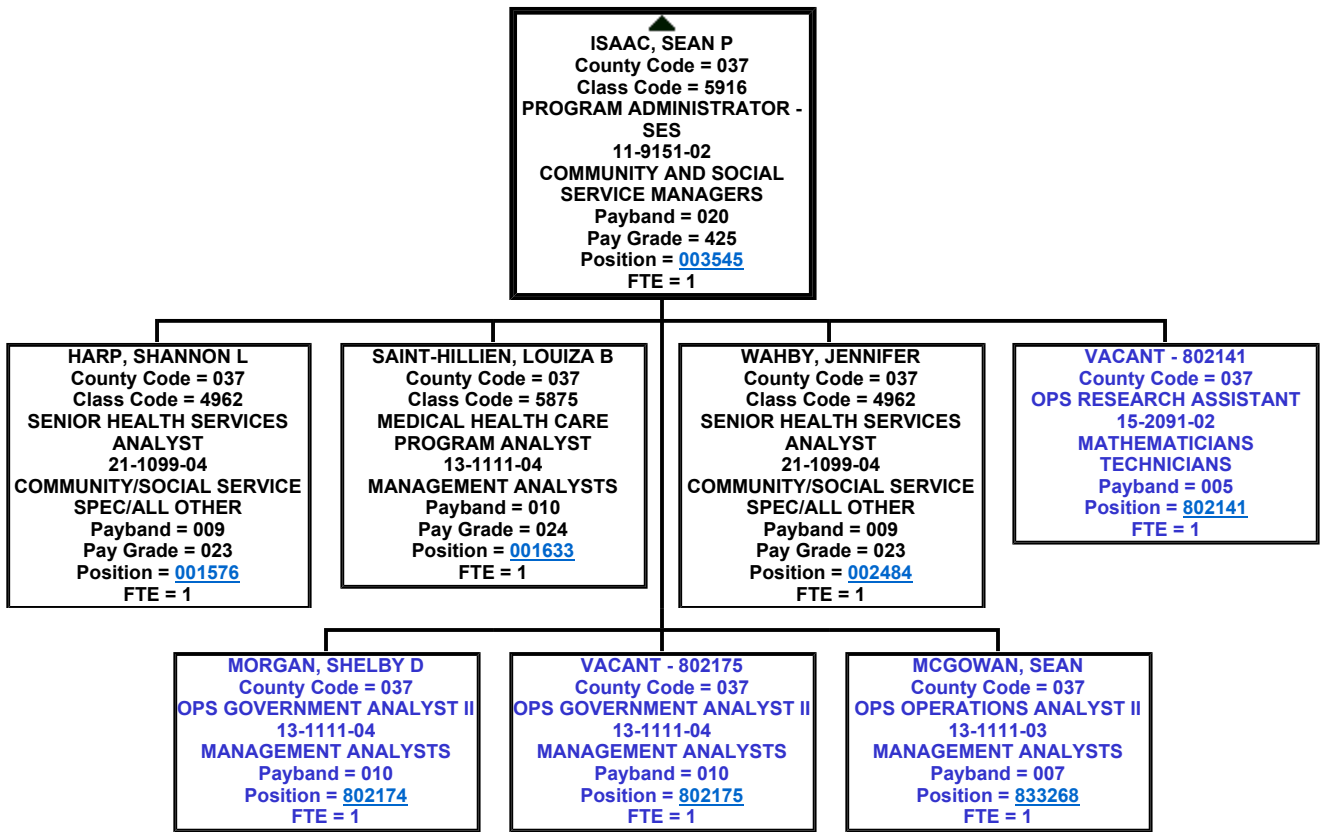 ISAAC, SEAN P
County Code = 037
Class Code = 5916
PROGRAM ADMINISTRATOR -
SES
11-9151-02
COMMUNITY AND SOCIAL
SERVICE MANAGERS
Payband = 020
Pay Grade = 425
Position = 003545
FTE = 1
HARP, SHANNON L
County Code = 037
Class Code = 4962
SENIOR HEALTH SERVICES
ANALYST
21-1099-04
COMMUNITY/SOCIAL SERVICE
SPEC/ALL OTHER
Payband = 009
Pay Grade = 023
Position = 001576
FTE = 1
SAINT-HILLIEN, LOUIZA B
County Code = 037
Class Code = 5875
MEDICAL HEALTH CARE
PROGRAM ANALYST
13-1111-04
MANAGEMENT ANALYSTS
Payband = 010
Pay Grade = 024
Position = 001633
FTE = 1
WAHBY, JENNIFER
County Code = 037
Class Code = 4962
SENIOR HEALTH SERVICES
ANALYST
21-1099-04
COMMUNITY/SOCIAL SERVICE
SPEC/ALL OTHER
Payband = 009
Pay Grade = 023
Position = 002484
FTE = 1
VACANT - 802141
County Code = 037
OPS RESEARCH ASSISTANT
15-2091-02
MATHEMATICIANS
TECHNICIANS
Payband = 005
Position = 802141
FTE = 1
MORGAN, SHELBY D
County Code = 037
OPS GOVERNMENT ANALYST II
13-1111-04
MANAGEMENT ANALYSTS
Payband = 010
Position = 802174
FTE = 1
VACANT - 802175
County Code = 037
OPS GOVERNMENT ANALYST II
13-1111-04
MANAGEMENT ANALYSTS
Payband = 010
Position = 802175
FTE = 1
MCGOWAN, SEAN
County Code = 037
OPS OPERATIONS ANALYST II
13-1111-03
MANAGEMENT ANALYSTS
Payband = 007
Position = 833268
FTE = 1